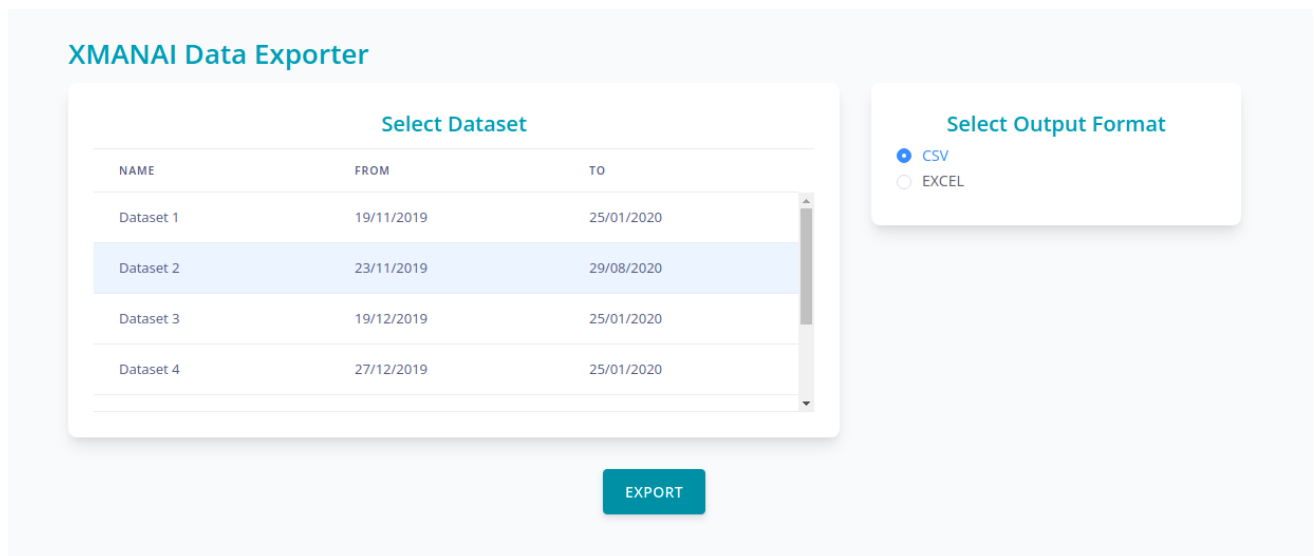 XMANAI Data Exporter
Select Dataset
NAME FROM TO
Dataset 1 19/11/2019 25/01/2020
Dataset 2 23/11/2019 29/08/2020
Dataset 3 19/12/2019 25/01/2020
Dataset 4 27/12/2019 25/01/2020
Select Output Format
CSV
EXCEL
EXPORT